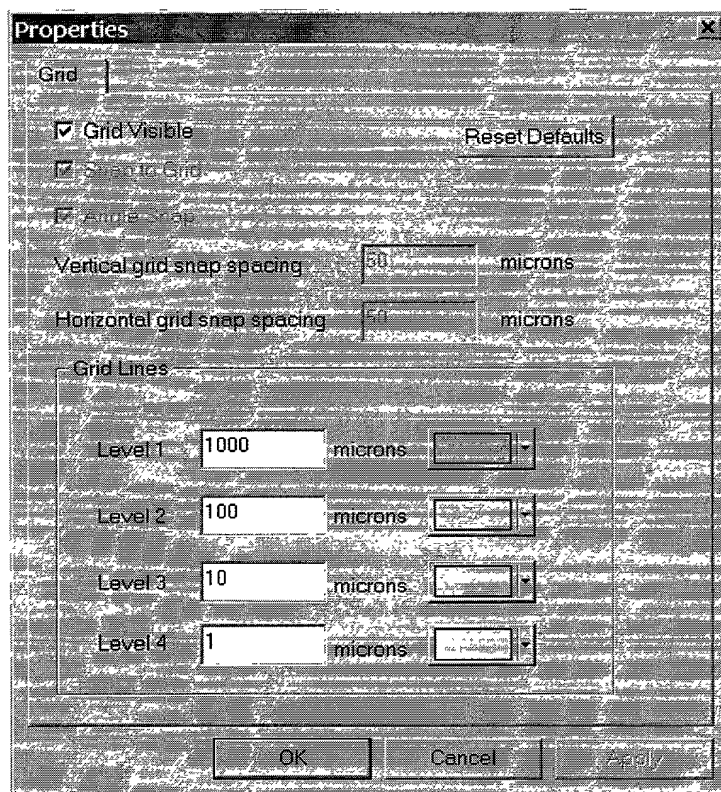 Properties
Grid
Grid Visible
Reset Defaults
Snap to Grid
Angle Snap
Vertical grid snap spacing 50 microns
Horizontal grid snap spacing 50 microns
Grid Lines
Level 1 1000 microns
Level 2 100 microns
Level 3 10 microns
Level 4 1 microns
OK Cancel Apply